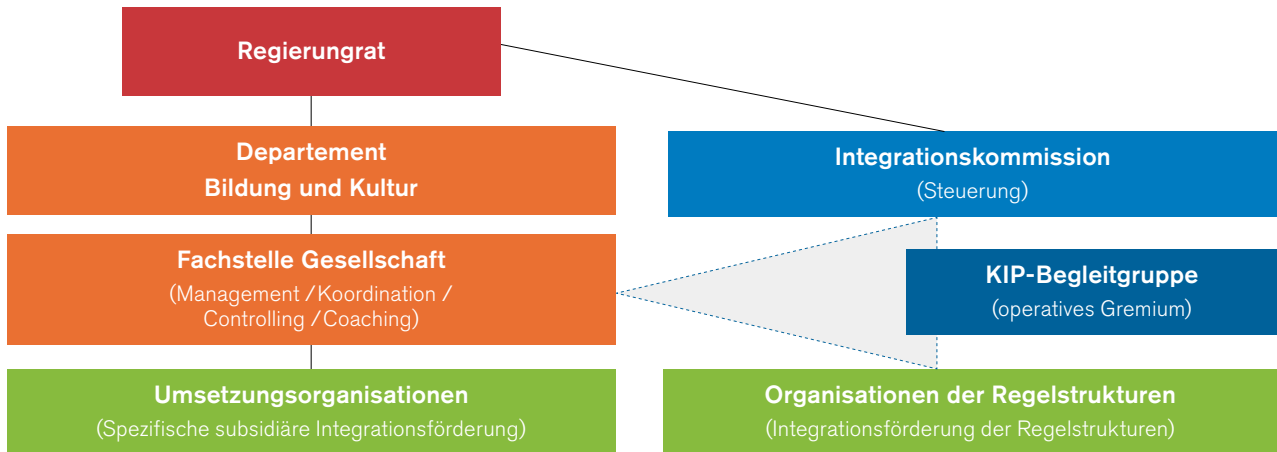 Regierungrat
Departement
Bildung und Kultur
Integrationskommission
(Steuerung)
Fachstelle Gesellschaft
(Management / Koordination /
Controlling / Coaching)
KIP-Begleitgruppe
(operatives Gremium)
Umsetzungsorganisationen
(Spezifische subsidiäre Integrationsförderung)
Organisationen der Regelstrukturen
(Integrationsförderung der Regelstrukturen)